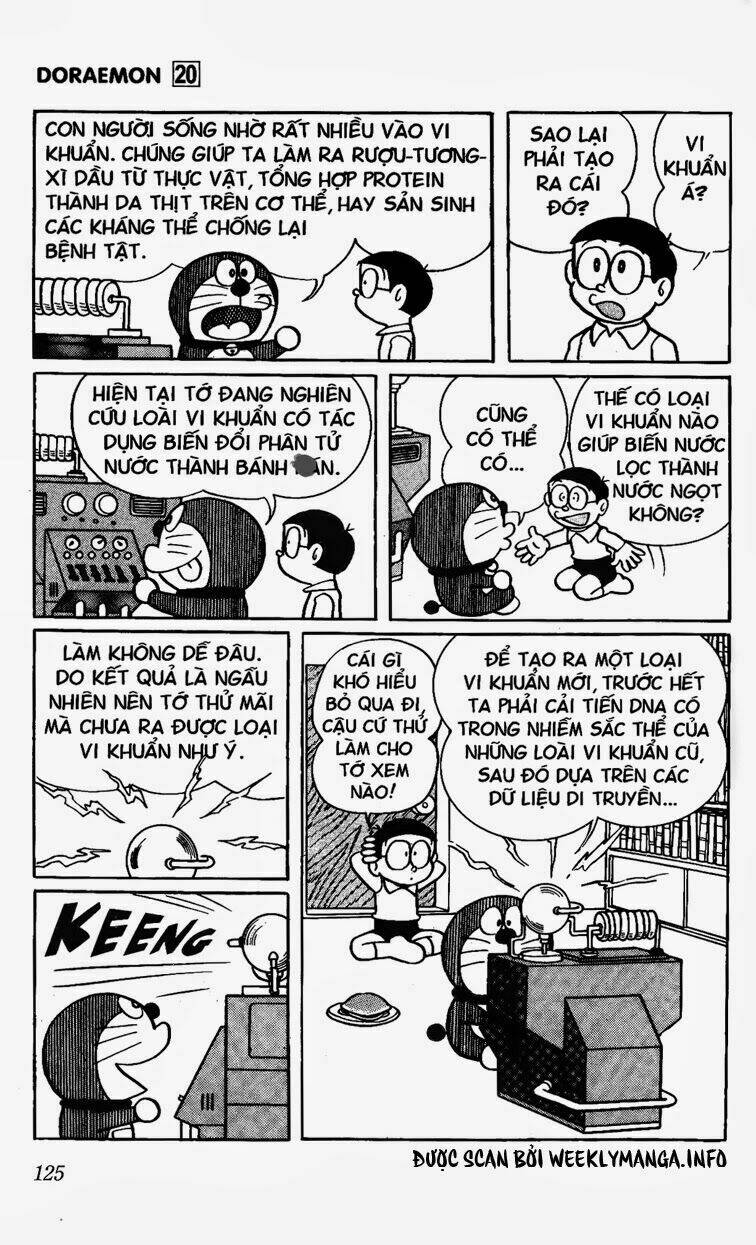 DORAEMON 20
VI
KHUẨN
Á?
SAO LẠI
PHẢI TẠO
RA CÁI
ĐÓ?
CON NGƯỜI SỐNG NHỜ RẤT NHIỀU VÀO VI
KHUẨN. CHÚNG GIÚP TA LÀM RA RƯỢU-TƯƠNG-
XÌ DẦU TỪ THỰC VẬT, TỔNG HỢP PROTEIN
THÀNH DA THỊT TRÊN CƠ THỂ, HAY SẢN SINH
CÁC KHÁNG THỂ CHỐNG LẠI
BỆNH TẬT.
THẾ CÓ LOẠI
VI KHUẨN NÀO
GIÚP BIẾN NƯỚC
LỌC THÀNH
NƯỚC NGỌT
KHÔNG?
CŨNG
CÓ THỂ
CÓ...
HIỆN TẠI TỚ ĐANG NGHIÊN
CỨU LOÀI VI KHUẨN CÓ TÁC
DỤNG BIẾN ĐỔI PHÂN TỬ
NƯỚC THÀNH BÁNH
ĐỂ TẠO RA MỘT LOẠI
VI KHUẨN MỚI, TRƯỚC HẾT
TA PHẢI CẢI TIẾN DNA CÓ
TRONG NHIỄM SẮC THỂ CỦA
NHỮNG LOÀI VI KHUẨN CŨ,
SAU ĐÓ DỰA TRÊN CÁC
DỮ LIỆU DI TRUYỀN...
CÁI GÌ
KHÓ HIỂU
BỎ QUA ĐI,
CẬU CỨ THỬ
LÀM CHO
TỚ XEM
NÀO!
LÀM KHÔNG DỄ ĐÂU.
DO KẾT QUẢ LÀ NGẪU
NHIÊN NÊN TỚ THỬ MÃI
MÀ CHƯA RA ĐƯỢC LOẠI
VI KHUẨN NHƯ Ý.
KEENG
125
ĐƯỢC SCAN BỞI WEEKLYMANGA.INFO